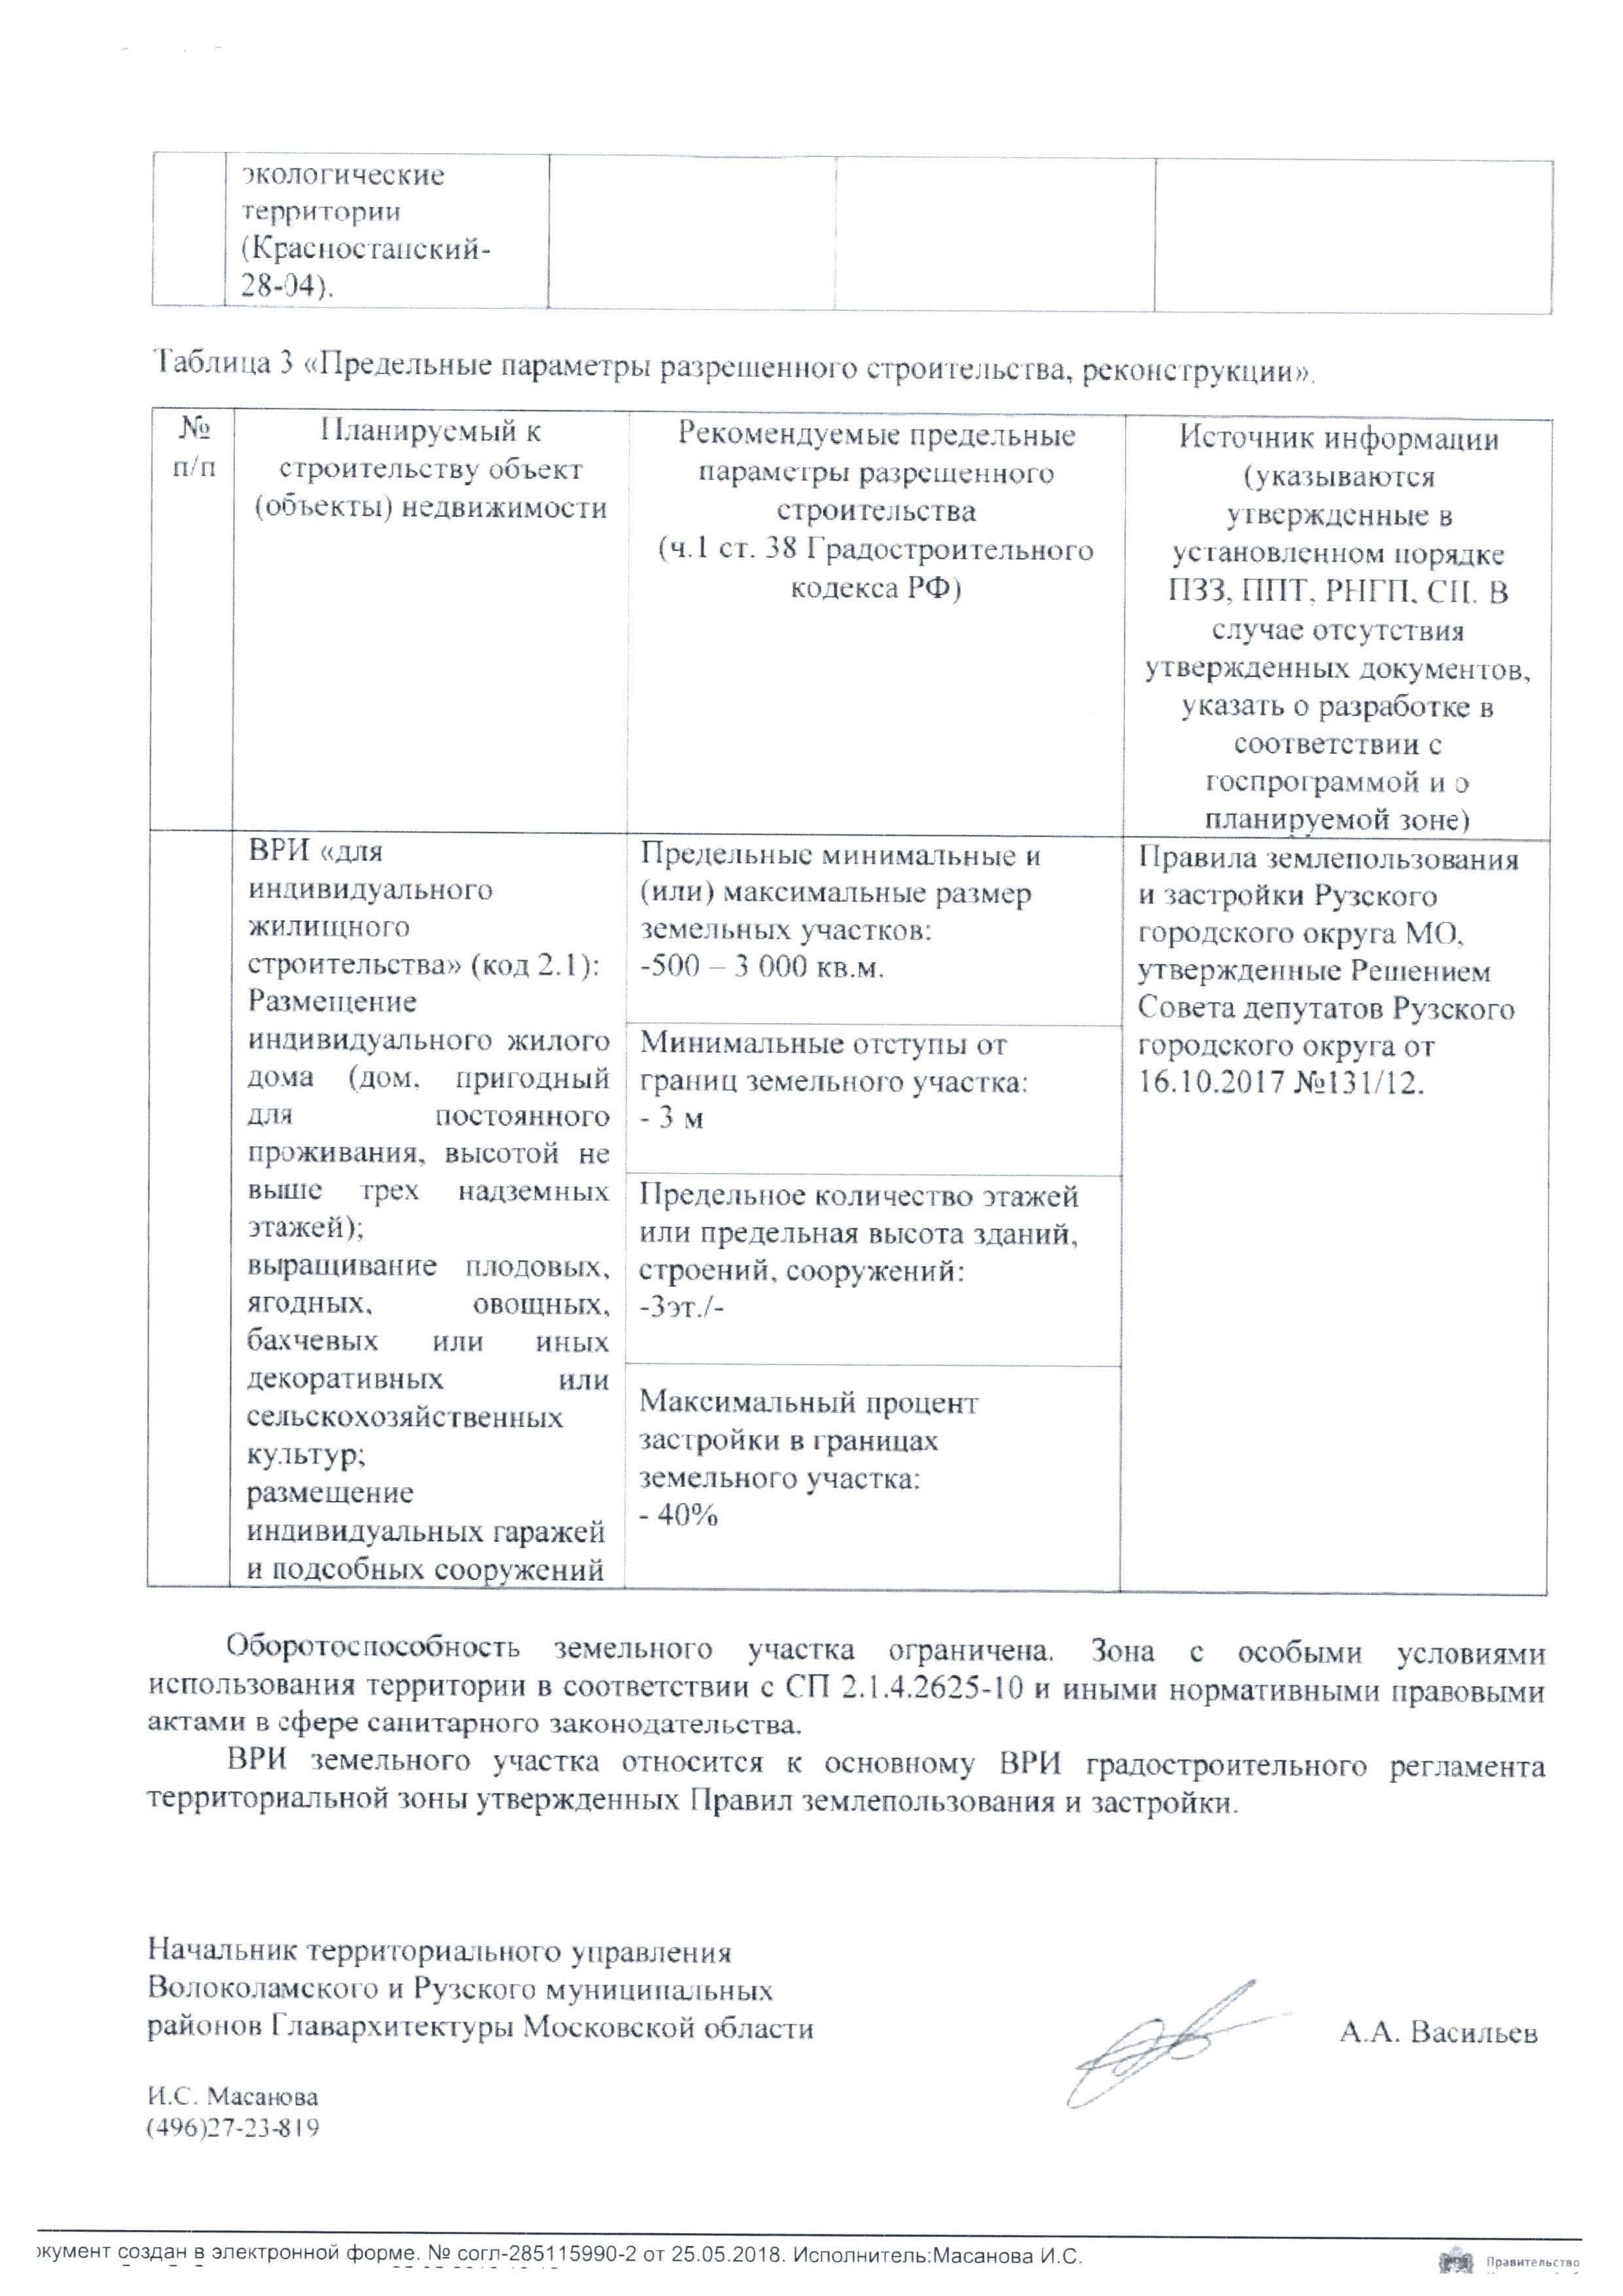 экологические
территории
(Красностанский-
28-04).
Таблица 3 «Предельные параметры разрешенного строительства, реконструкции».
№
п/п
Планируемый к
строительству объект
(объекты) недвижимости
Рекомендуемые предельные
параметры разрешенного
строительства
(ч.1 ст. 38 Градостроительного
кодекса РФ)
Источник информации
(указываются
утвержденные в
установленном порядке
ПЗЗ, ППТ, РНГП, СП. В
случае отсутствия
утвержденных документов,
указать о разработке в
соответствии с
госпрограммой и о
планируемой зоне)
ВРИ «для
индивидуального
жилищного
строительства» (код 2.1):
Размещение
индивидуального жилого
дома (дом, пригодный
для постоянного
проживания, высотой не
выше трех надземных
этажей);
выращивание плодовых,
ягодных, овощных,
бахчевых или иных
декоративных или
сельскохозяйственных
культур;
размещение
индивидуальных гаражей
и подсобных сооружений
Предельные минимальные и
(или) максимальные размер
земельных участков:
-500 – 3 000 кв.м.
Минимальные отступы от
границ земельного участка:
- 3 м
Предельное количество этажей
или предельная высота зданий,
строений, сооружений:
-3эт./-
Максимальный процент
застройки в границах
земельного участка:
- 40%
Правила землепользования
и застройки Рузского
городского округа МО,
утвержденные Решением
Совета депутатов Рузского
городского округа от
16.10.2017 №131/12.
Оборотоспособность земельного участка ограничена. Зона с особыми условиями
использования территории в соответствии с СП 2.1.4.2625-10 и иными нормативными правовыми
актами в сфере санитарного законодательства.
ВРИ земельного участка относится к основному ВРИ градостроительного регламента
территориальной зоны утвержденных Правил землепользования и застройки.
Начальник территориального управления
Волоколамского и Рузского муниципальных
районов Главархитектуры Московской области
А.А. Васильев
И.С. Масанова
(496)27-23-819
окумент создан в электронной форме. № согл-285115990-2 от 25.05.2018. Исполнитель:Масанова И.С.
Правительство